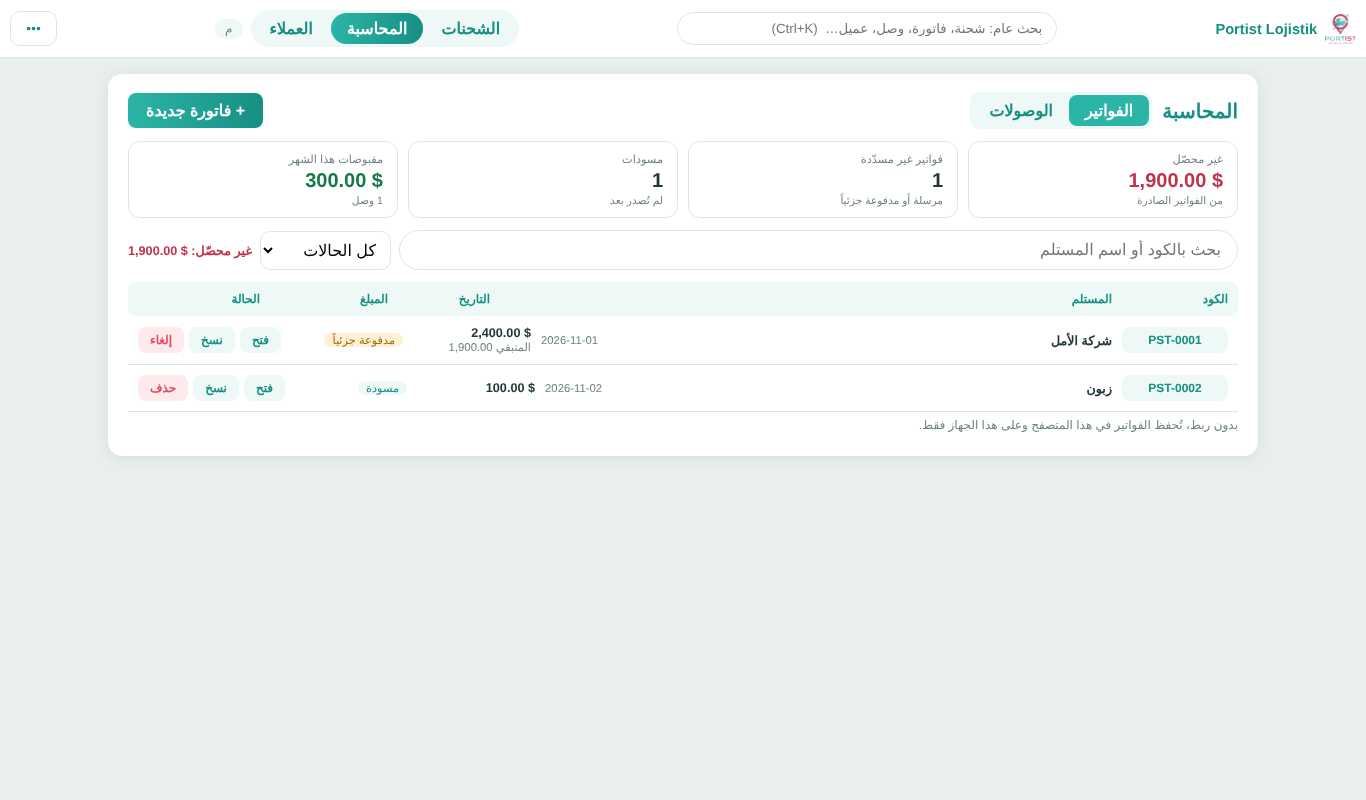 PORTIST
Portist Lojistik
بحث عام: شحنة، فاتورة، وصل، عميل… (Ctrl+K)
الشحنات
المحاسبة
العملاء
م
•••
المحاسبة
الفواتير
الوصولات
+ فاتورة جديدة
غير محصّل
1,900.00 $
من الفواتير الصادرة
فواتير غير مسدّدة
1
مرسلة أو مدفوعة جزئياً
مسودات
1
لم تُصدر بعد
مقبوضات هذا الشهر
300.00 $
1 وصل
بحث بالكود أو اسم المستلم
كل الحالات
غير محصّل: $ 1,900.00
الكود المستلم التاريخ المبلغ الحالة
PST-0001 شركة الأمل 2026-11-01 2,400.00 $ مدفوعة جزئياً فتح نسخ إلغاء
المتبقي 1,900.00
PST-0002 زبون 2026-11-02 100.00 $ مسودة فتح نسخ حذف
بدون ربط، تُحفظ الفواتير في هذا المتصفح وعلى هذا الجهاز فقط.